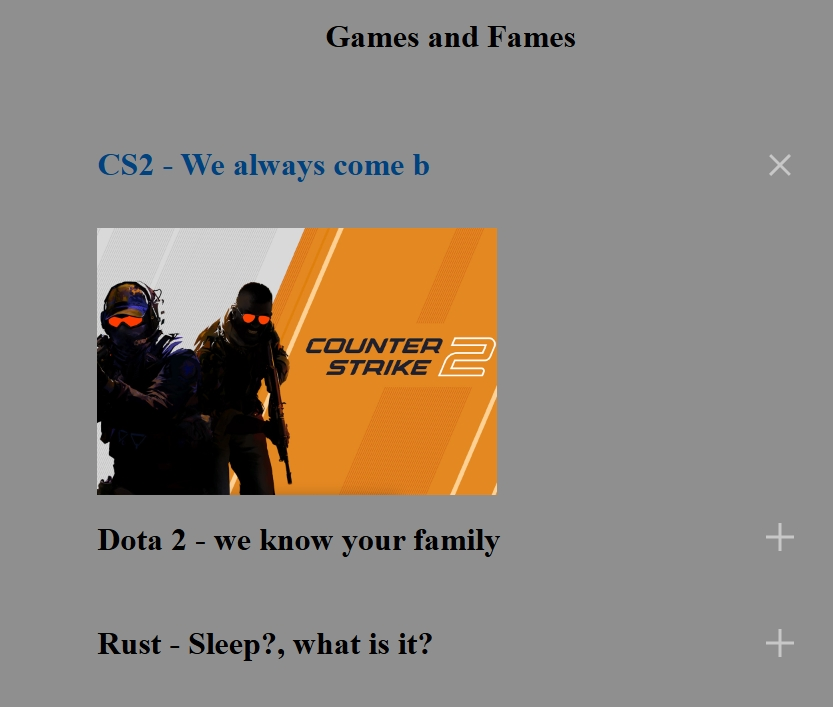 Games and Fames
CS2 - We always come b
COUNTER
STRIKE 2
Dota 2 - we know your family
Rust - Sleep?, what is it?